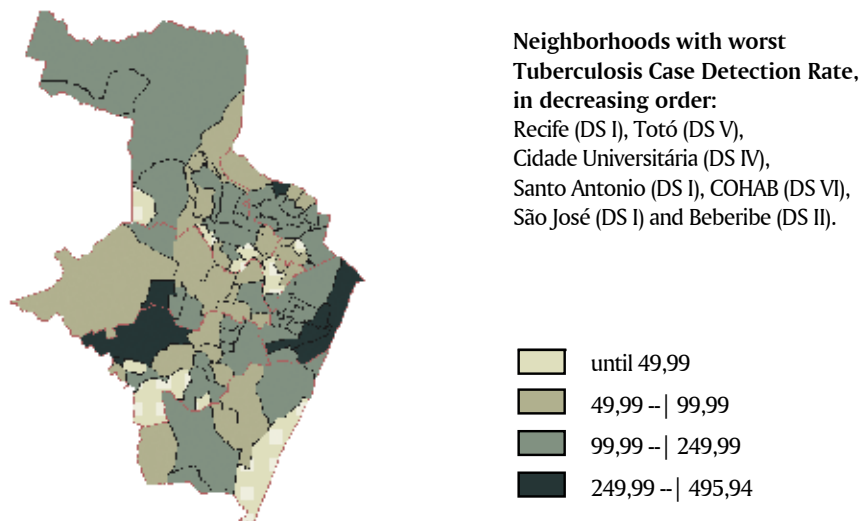 Neighborhoods with worst
Tuberculosis Case Detection Rate,
in decreasing order:
Recife (DS I), Totó (DS V),
Cidade Universitária (DS IV),
Santo Antonio (DS I), COHAB (DS VI),
São José (DS I) and Beberibe (DS II).
until 49,99
49,99 --| 99,99
99,99 --| 249,99
249,99 --| 495,94